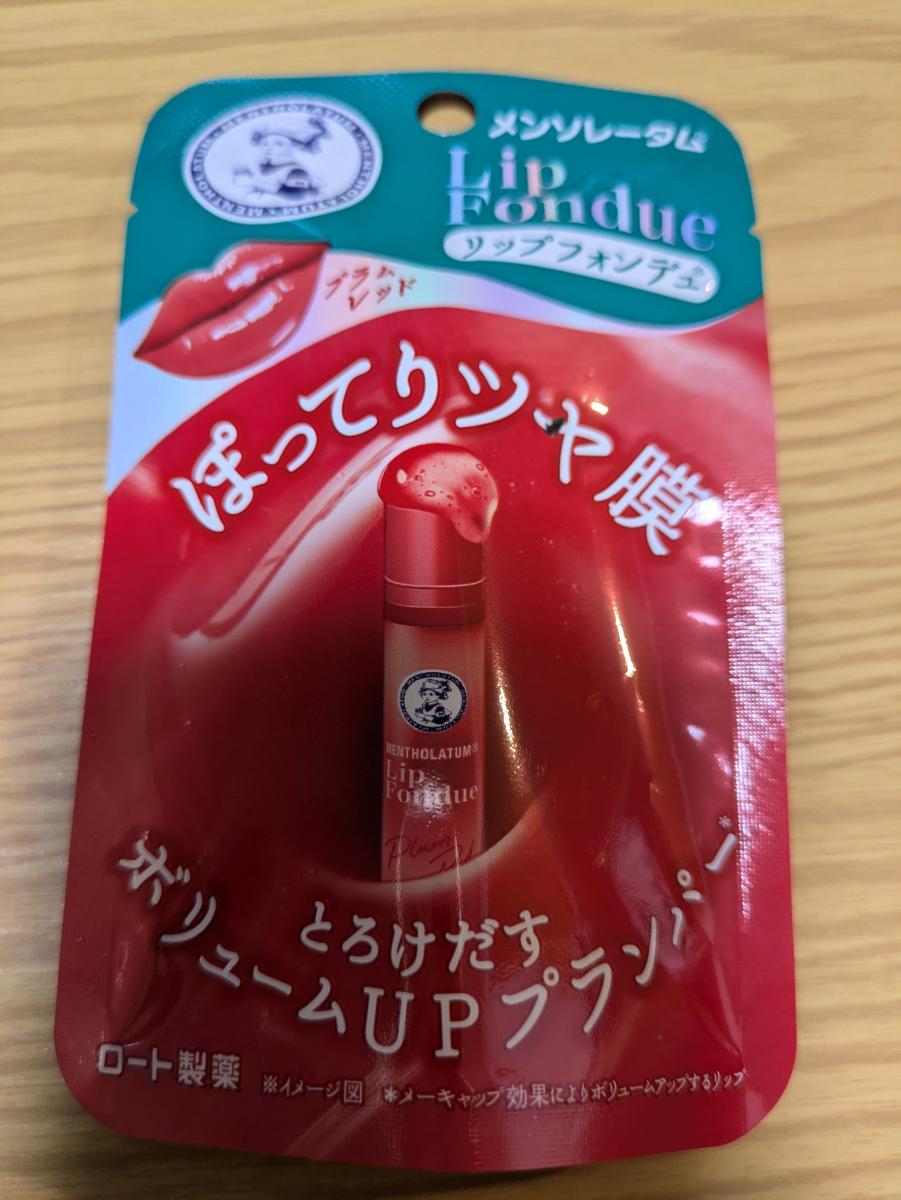 MENTHOLATUM MENTHOLATUM MENTHOLATUM
メンソレータム®
Lip
Fondue
リップフォンデュ
プラム
レッド
ぽってりツヤ膜
MENTHOLATUM®
Lip
Fondue
Plum
とろけだす
ボリュームUPプランパー*
ロート製薬
※イメージ図
*メーキャップ効果によりボリュームアップするリップ